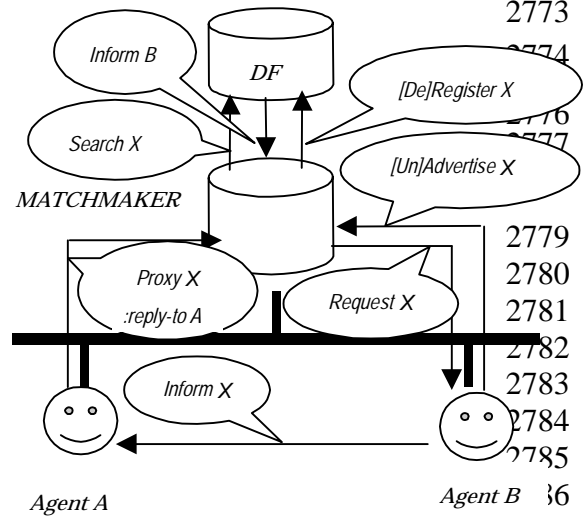 2773
Inform B
2774
DF
[De]Register X
2776
Search X
2777
[Un]Advertise X
MATCHMAKER
2779
Proxy X
:reply-to A
2780
Request X
2781
2782
Inform X
2783
2784
2785
Agent A
Agent B
36